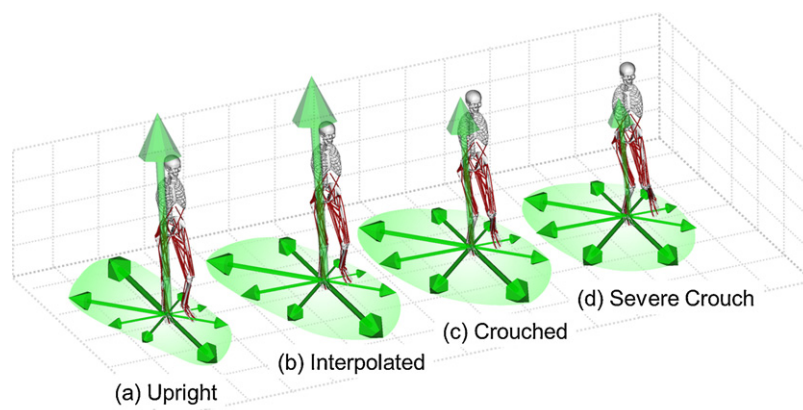 (a) Upright
(b) Interpolated
(c) Crouched
(d) Severe Crouch